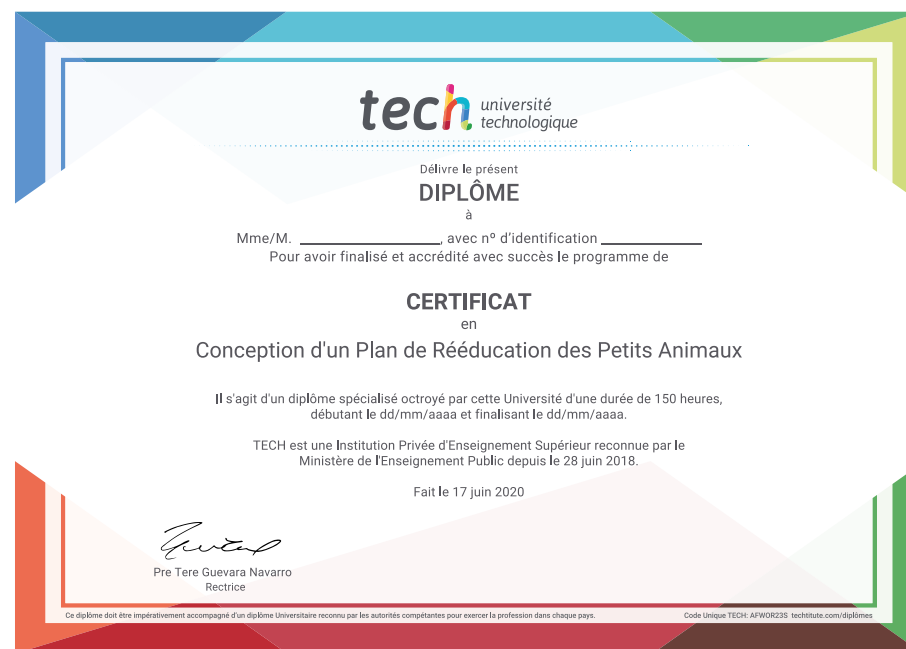 tech université
technologique
Délivre le présent
DIPLÔME
à
Mme/M. ____________________, avec nº d'identification ______________
Pour avoir finalisé et accrédité avec succès le programme de
CERTIFICAT
en
Conception d'un Plan de Rééducation des Petits Animaux
Il s'agit d'un diplôme spécialisé octroyé par cette Université d'une durée de 150 heures,
débutant le dd/mm/aaaa et finalisant le dd/mm/aaaa.
TECH est une Institution Privée d'Enseignement Supérieur reconnue par le
Ministère de l'Enseignement Public depuis le 28 juin 2018.
Fait le 17 juin 2020
Pre Tere Guevara Navarro
Rectrice
Ce diplôme doit être impérativement accompagné d'un diplôme Universitaire reconnu par les autorités compétentes pour exercer la profession dans chaque pays.
Code Unique TECH: AFWOR23S techtitute.com/diplômes